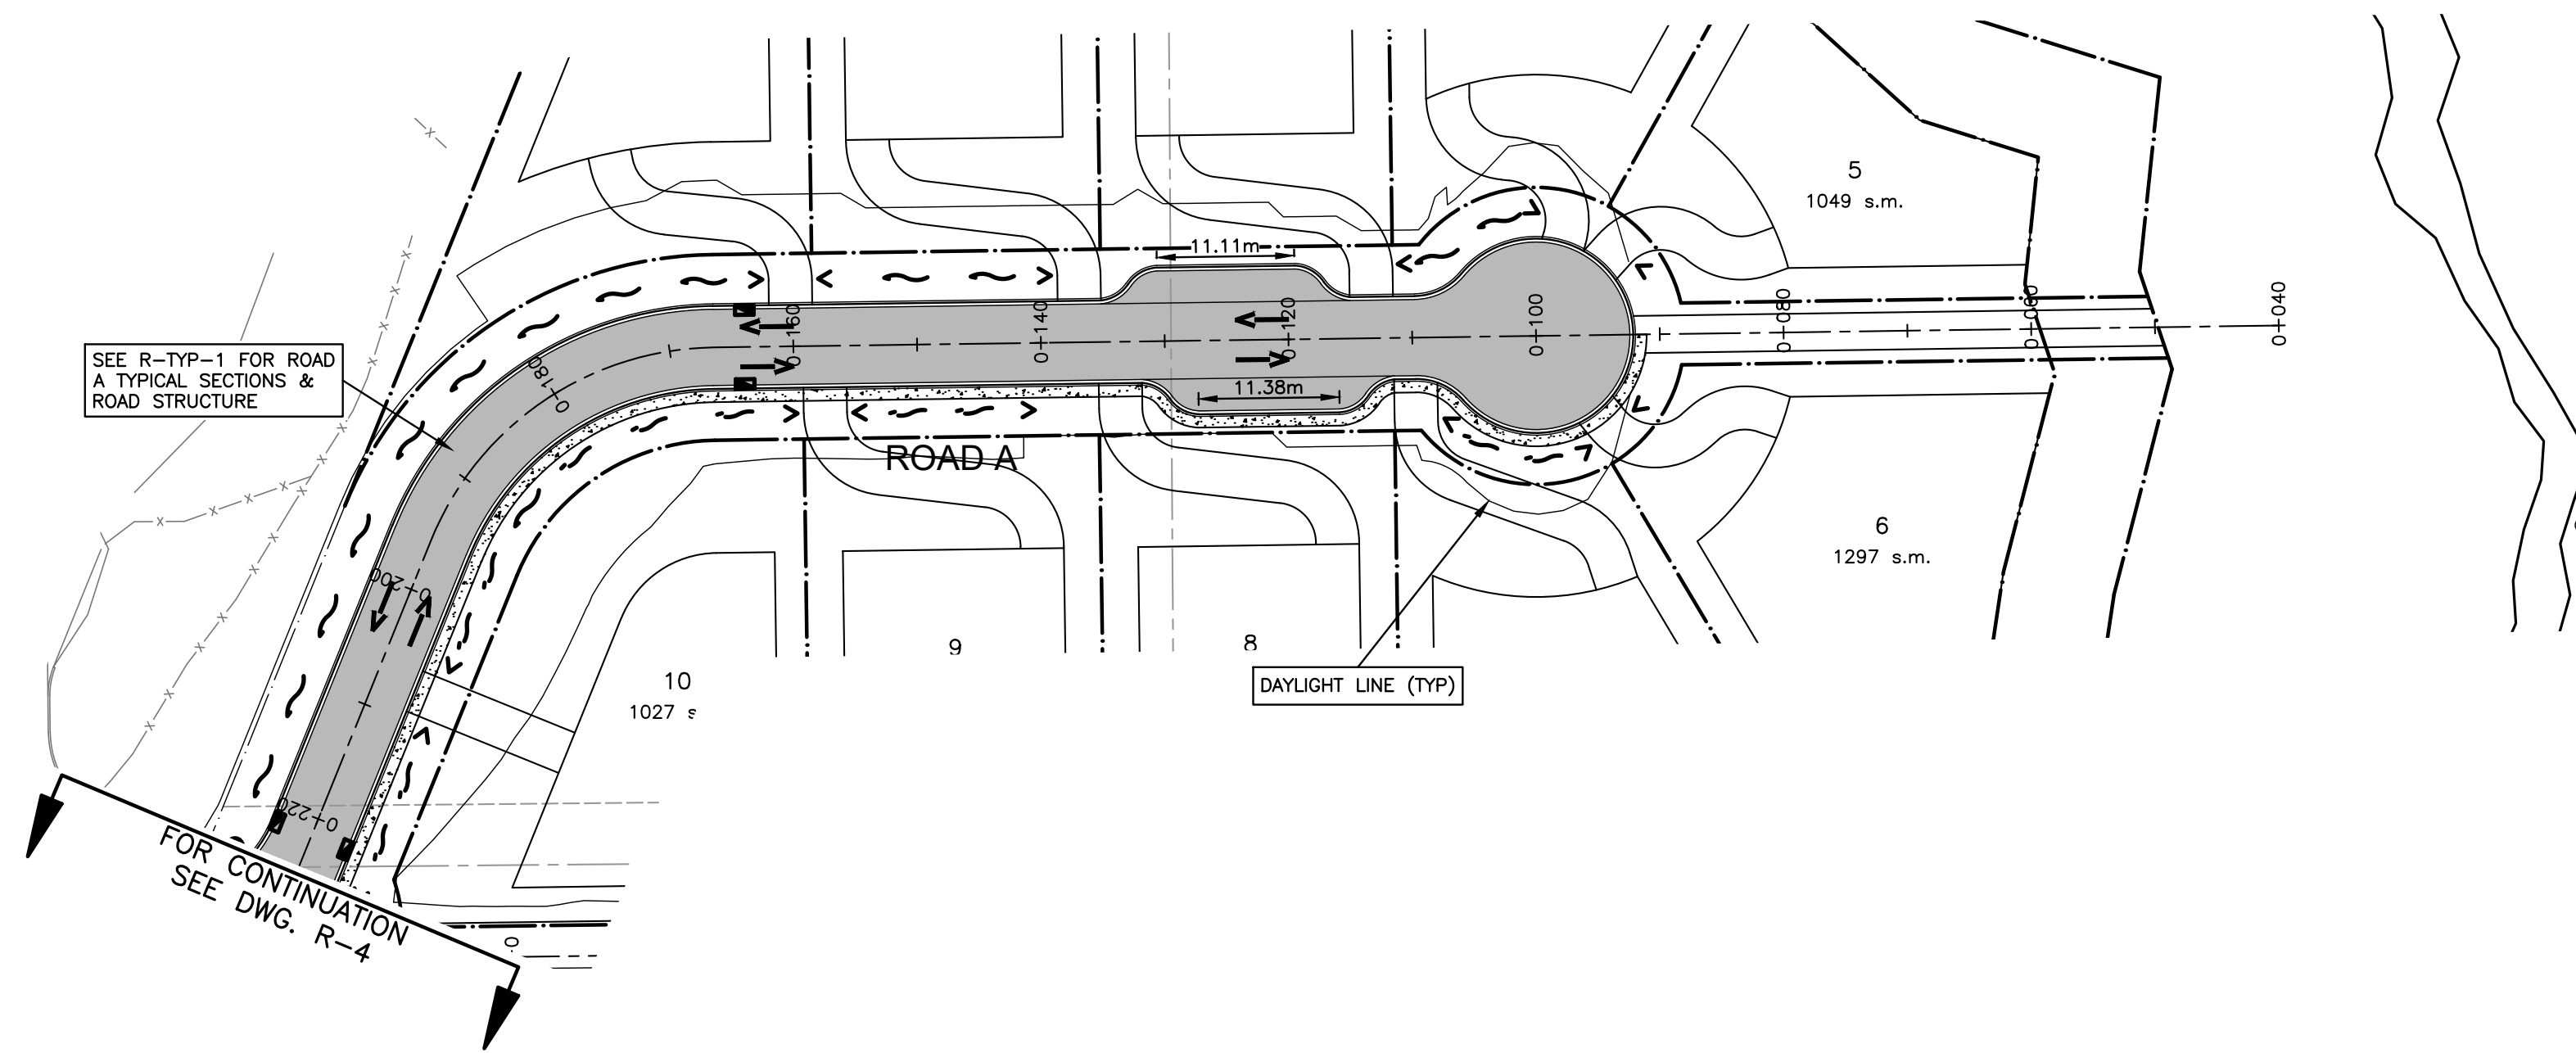 5
1049 s.m.
11.11m
0+160
0+140
0+120
0+100
0+080
0+060
0+040
SEE R-TYP-1 FOR ROAD
A TYPICAL SECTIONS &
ROAD STRUCTURE
0+180
11.38m
ROAD A
6
1297 s.m.
0+200
9
8
10
1027 s
DAYLIGHT LINE (TYP)
0+220
FOR CONTINUATION
SEE DWG. R-4